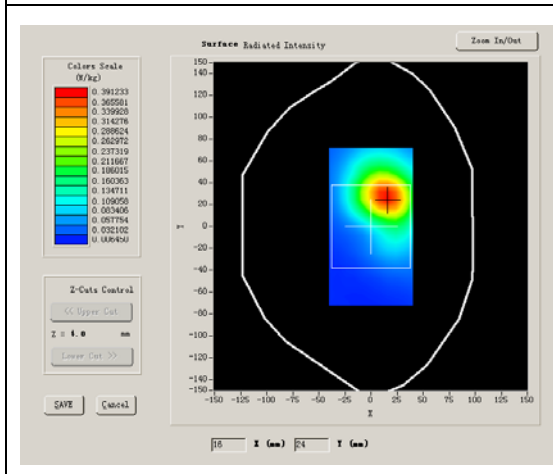 Surface Radiated Intensity
Zoom In/Out
Colors Scale
(W/kg)
0.391233
0.365581
0.339928
0.314276
0.288624
0.262972
0.237319
0.211667
0.186015
0.160363
0.134711
0.109058
0.083406
0.057754
0.032102
0.006450
150
140
120
100
80
60
40
20
0
-20
-40
-60
-80
-100
-120
-140
-150
Y
-150 -125 -100 -75 -50 -25 0 25 50 75 100 125 150
X
Z-Cuts Control
<< Upper Cut
Z = 4.0 mm
Lower Cut >>
SAVE Cancel
16 X (mm) 24 Y (mm)